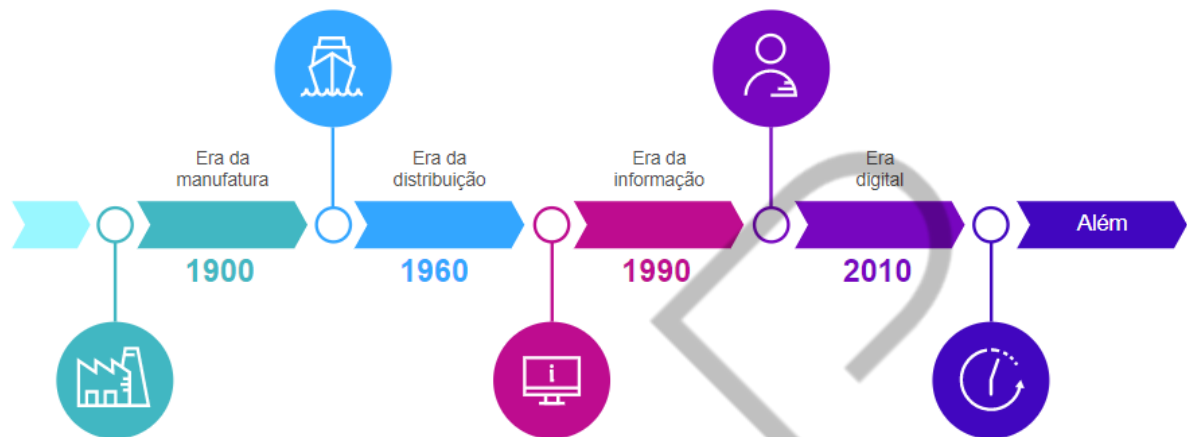 Era da
manufatura
1900
Era da
distribuição
1960
i
Era da
informação
1990
Era
digital
2010
Além